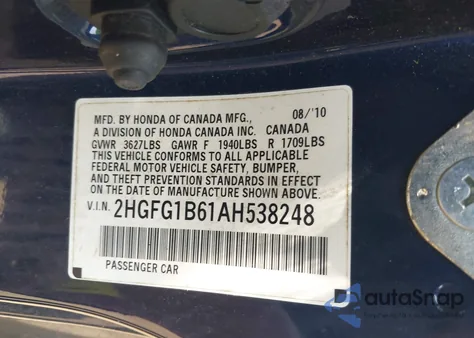 MFD. BY HONDA OF CANADA MFG., 08/'10
A DIVISION OF HONDA CANADA INC. CANADA
GVWR 3627LBS GAWR F 1940LBS R 1709LBS
THIS VEHICLE CONFORMS TO ALL APPLICABLE
FEDERAL MOTOR VEHICLE SAFETY, BUMPER,
AND THEFT PREVENTION STANDARDS IN EFFECT
ON THE DATE OF MANUFACTURE SHOWN ABOVE.
V.I.N. 2HGFG1B61AH538248
PASSENGER CAR
autoSnap